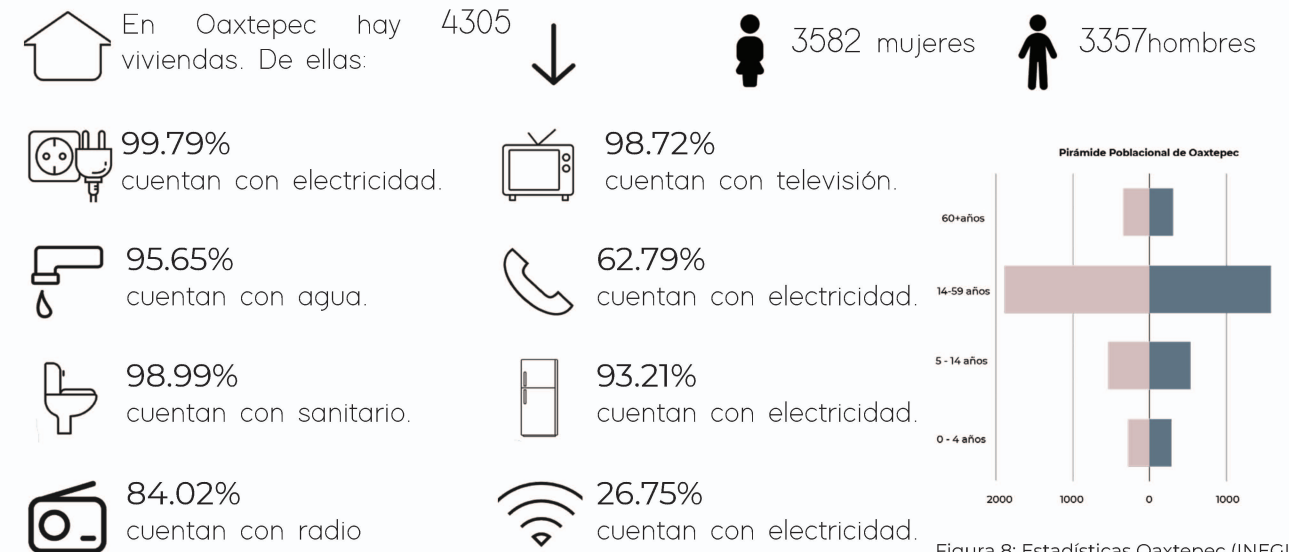 En Oaxtepec hay 4305
viviendas. De ellas:
3582 mujeres
3357hombres
99.79%
cuentan con electricidad.
98.72%
cuentan con televisión.
95.65%
cuentan con agua.
62.79%
cuentan con electricidad.
98.99%
cuentan con sanitario.
93.21%
cuentan con electricidad.
84.02%
cuentan con radio
26.75%
cuentan con electricidad.
Pirámide Poblacional de Oaxtepec
60+años
14-59 años
5 - 14 años
0 - 4 años
2000 1000 0 1000
Figura 8: Estadísticas Oaxtepec (INEGI